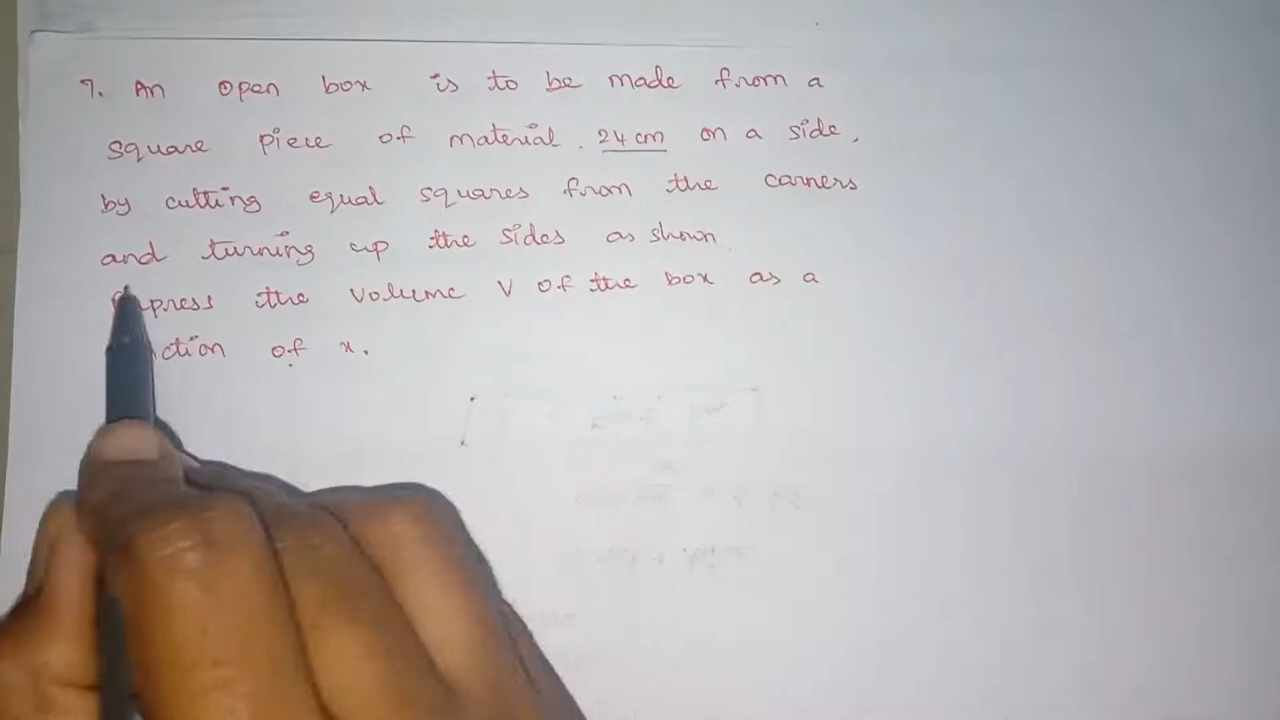 7. An open box is to be made from a
square piece of material. 24 cm on a side,
by cutting equal squares from the corners
and turning up the sides as shown
press the volume V of the box as a
ction of x.